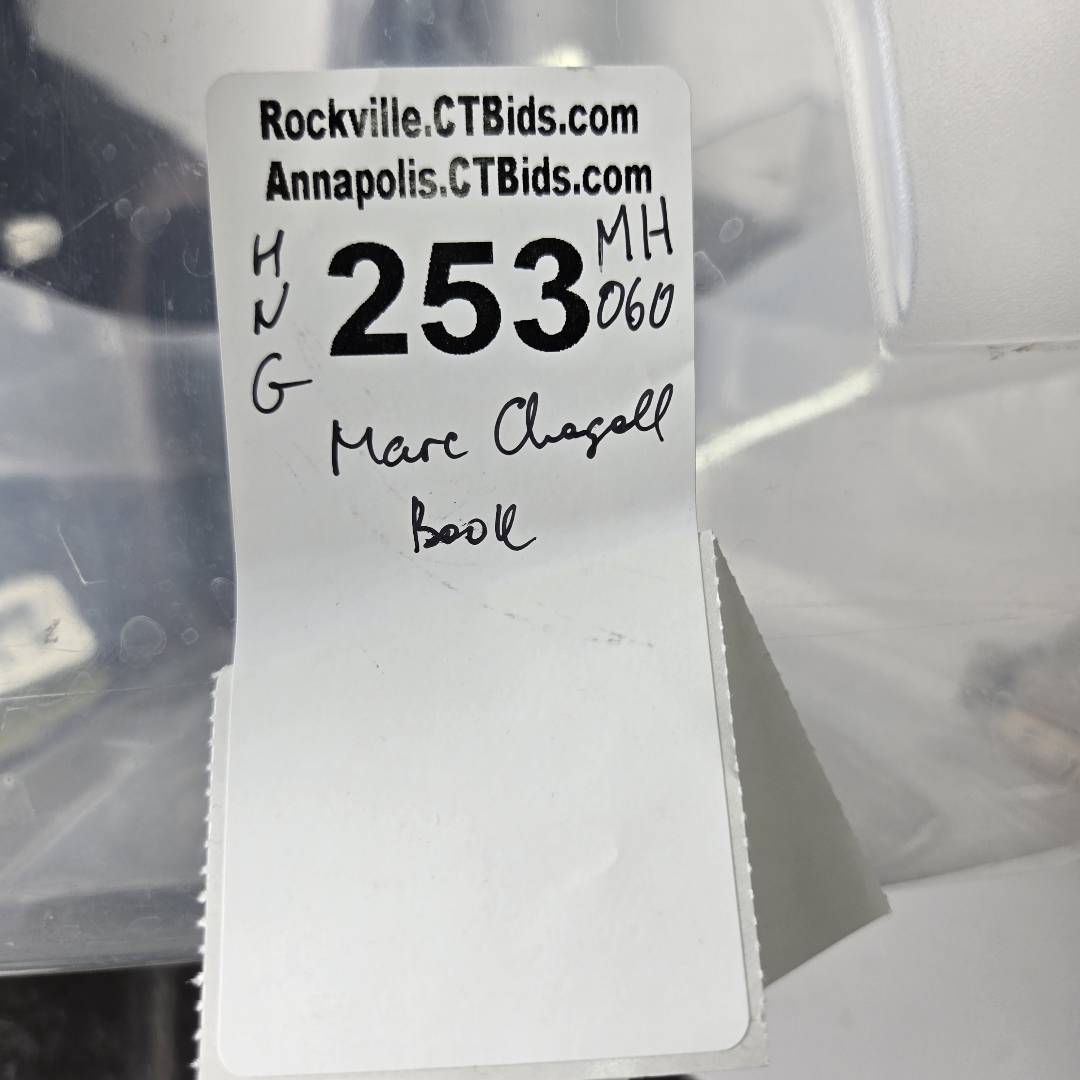 Rockville.CTBids.com
Annapolis.CTBids.com
H
N
G
253
MH
060
Marc Chagall
Book